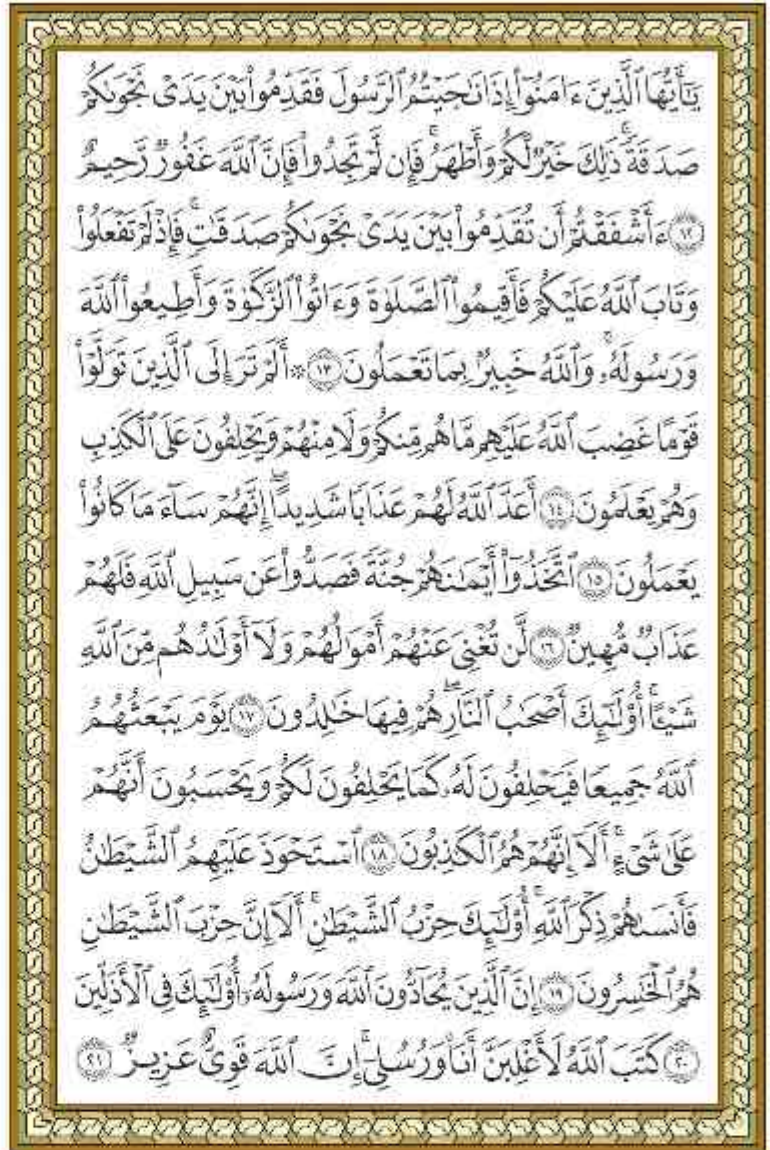 يَٰٓأَيُّهَا ٱلَّذِينَ ءَامَنُوٓا۟ إِذَا نَٰجَيْتُمُ ٱلرَّسُولَ فَقَدِّمُوا۟ بَيْنَ يَدَىْ نَجْوَىٰكُمْ
صَدَقَةً ۚ ذَٰلِكَ خَيْرٌ لَّكُمْ وَأَطْهَرُ ۚ فَإِن لَّمْ تَجِدُوا۟ فَإِنَّ ٱللَّهَ غَفُورٌ رَّحِيمٌ
١٢ ءَأَشْفَقْتُمْ أَن تُقَدِّمُوا۟ بَيْنَ يَدَىْ نَجْوَىٰكُمْ صَدَقَٰتٍ ۚ فَإِذْ لَمْ تَفْعَلُوا۟
وَتَابَ ٱللَّهُ عَلَيْكُمْ فَأَقِيمُوا۟ ٱلصَّلَوٰةَ وَءَاتُوا۟ ٱلزَّكَوٰةَ وَأَطِيعُوا۟ ٱللَّهَ
وَرَسُولَهُۥ ۚ وَٱللَّهُ خَبِيرٌۢ بِمَا تَعْمَلُونَ ١٣ ۞ أَلَمْ تَرَ إِلَى ٱلَّذِينَ تَوَلَّوْا۟
قَوْمًا غَضِبَ ٱللَّهُ عَلَيْهِم مَّا هُم مِّنكُمْ وَلَا مِنْهُمْ وَيَحْلِفُونَ عَلَى ٱلْكَذِبِ
وَهُمْ يَعْلَمُونَ ١٤ أَعَدَّ ٱللَّهُ لَهُمْ عَذَابًا شَدِيدًا ۖ إِنَّهُمْ سَآءَ مَا كَانُوا۟
يَعْمَلُونَ ١٥ ٱتَّخَذُوٓا۟ أَيْمَٰنَهُمْ جُنَّةً فَصَدُّوا۟ عَن سَبِيلِ ٱللَّهِ فَلَهُمْ
عَذَابٌ مُّهِينٌ ١٦ لَّن تُغْنِىَ عَنْهُمْ أَمْوَٰلُهُمْ وَلَآ أَوْلَٰدُهُم مِّنَ ٱللَّهِ
شَيْـًٔا ۚ أُو۟لَٰٓئِكَ أَصْحَٰبُ ٱلنَّارِ ۖ هُمْ فِيهَا خَٰلِدُونَ ١٧ يَوْمَ يَبْعَثُهُمُ
ٱللَّهُ جَمِيعًا فَيَحْلِفُونَ لَهُۥ كَمَا يَحْلِفُونَ لَكُمْ ۖ وَيَحْسَبُونَ أَنَّهُمْ
عَلَىٰ شَىْءٍ ۚ أَلَآ إِنَّهُمْ هُمُ ٱلْكَٰذِبُونَ ١٨ ٱسْتَحْوَذَ عَلَيْهِمُ ٱلشَّيْطَٰنُ
فَأَنسَىٰهُمْ ذِكْرَ ٱللَّهِ ۚ أُو۟لَٰٓئِكَ حِزْبُ ٱلشَّيْطَٰنِ ۚ أَلَآ إِنَّ حِزْبَ ٱلشَّيْطَٰنِ
هُمُ ٱلْخَٰسِرُونَ ١٩ إِنَّ ٱلَّذِينَ يُحَآدُّونَ ٱللَّهَ وَرَسُولَهُۥٓ أُو۟لَٰٓئِكَ فِى ٱلْأَذَلِّينَ
٢٠ كَتَبَ ٱللَّهُ لَأَغْلِبَنَّ أَنَا۠ وَرُسُلِىٓ ۚ إِنَّ ٱللَّهَ قَوِىٌّ عَزِيزٌ ٢١